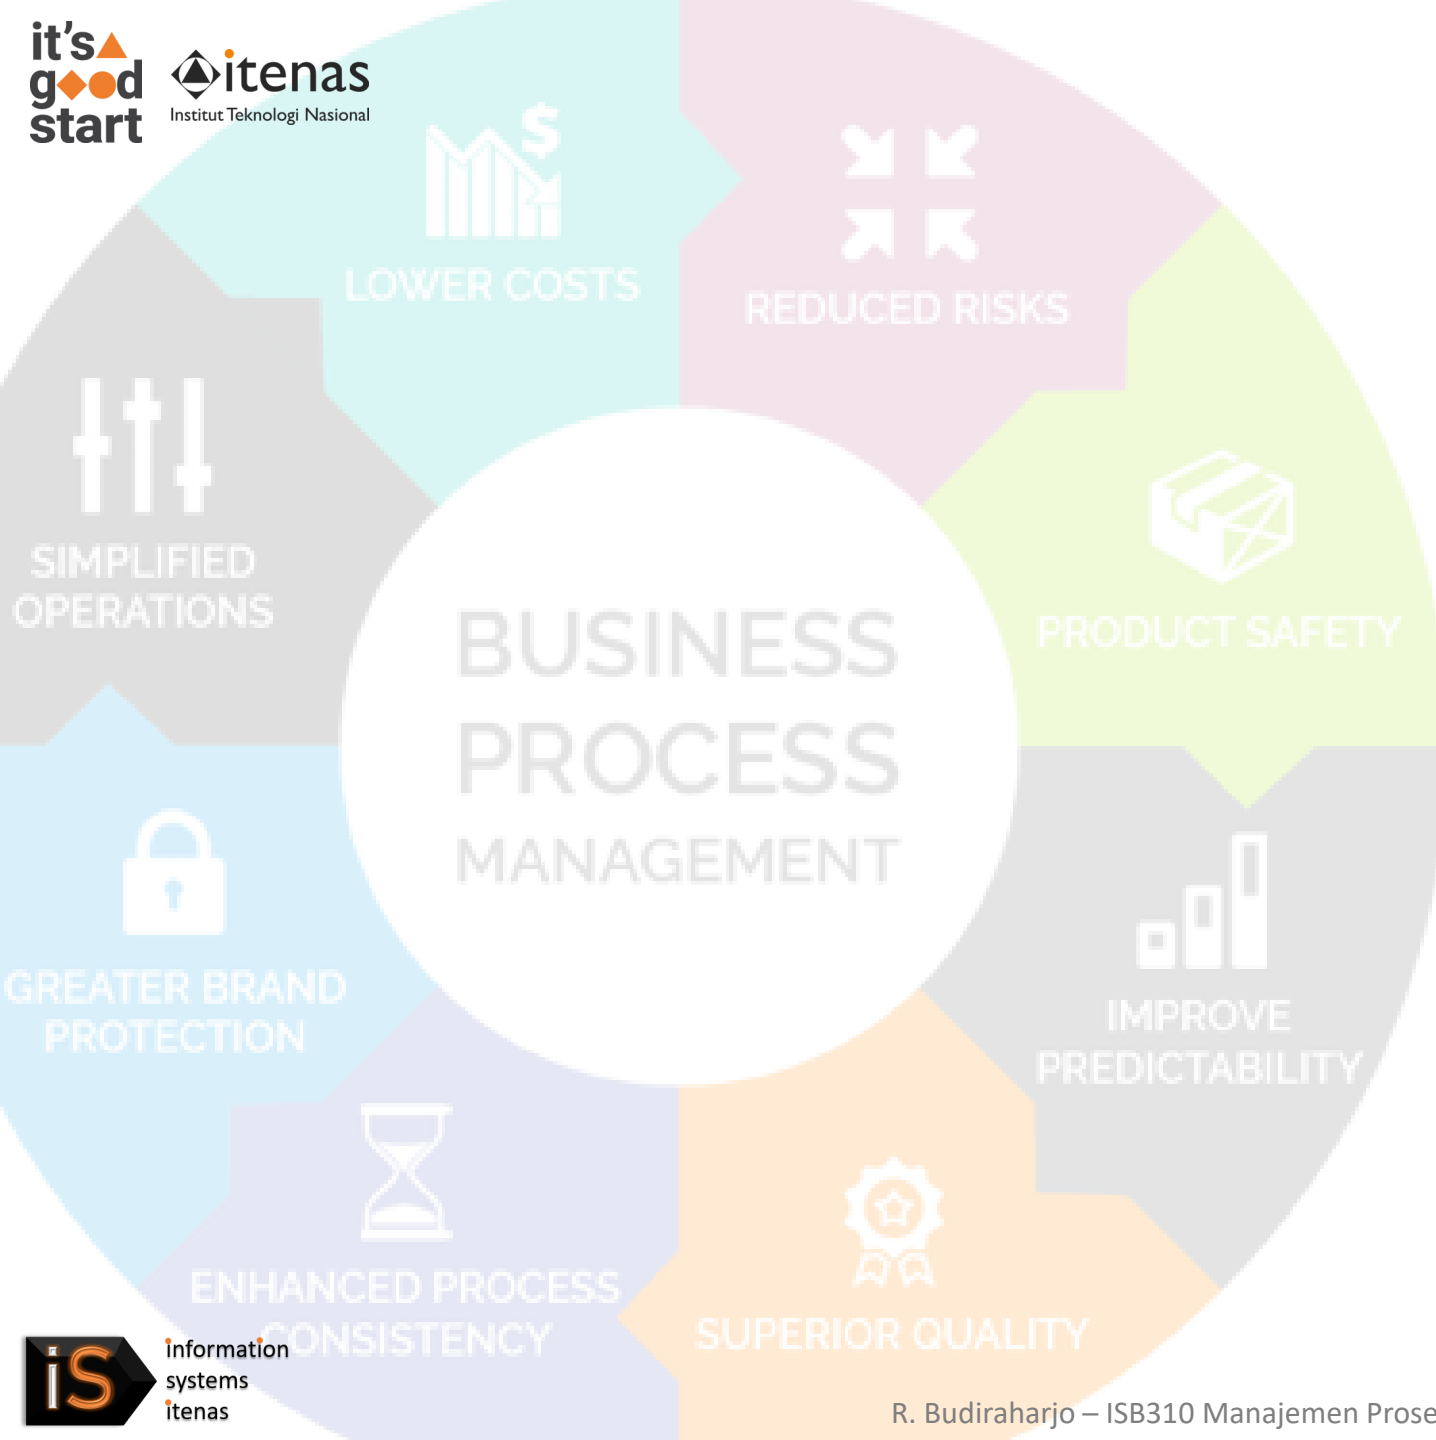 it's a
good
start
itenas
Institut Teknologi Nasional
LOWER COSTS
REDUCED RISKS
SIMPLIFIED
OPERATIONS
PRODUCT SAFETY
BUSINESS
PROCESS
MANAGEMENT
GREATER BRAND
PROTECTION
IMPROVE
PREDICTABILITY
ENHANCED PROCESS
CONSISTENCY
SUPERIOR QUALITY
iS
information
systems
itenas
R. Budiraharjo – ISB310 Manajemen Prose